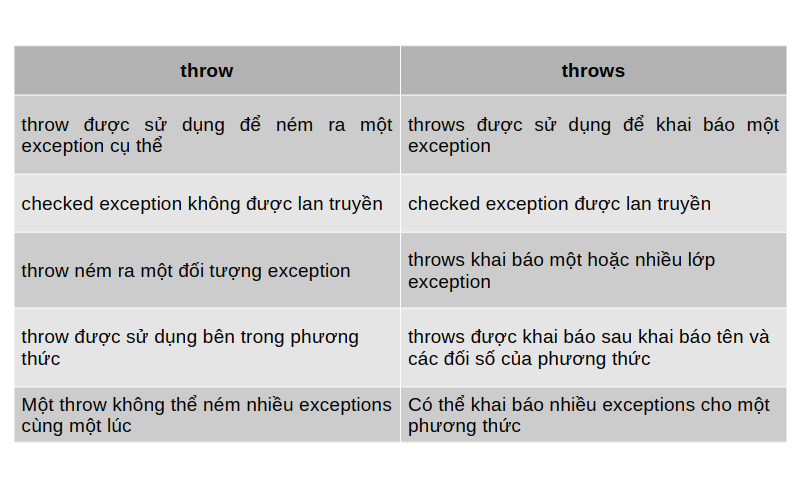 throw
throws
throw được sử dụng để ném ra một
exception cụ thể
throws được sử dụng để khai báo một
exception
checked exception không được lan truyền
checked exception được lan truyền
throw ném ra một đối tượng exception
throws khai báo một hoặc nhiều lớp
exception
throw được sử dụng bên trong phương
thức
throws được khai báo sau khai báo tên và
các đối số của phương thức
Một throw không thể ném nhiều exceptions
cùng một lúc
Có thể khai báo nhiều exceptions cho một
phương thức